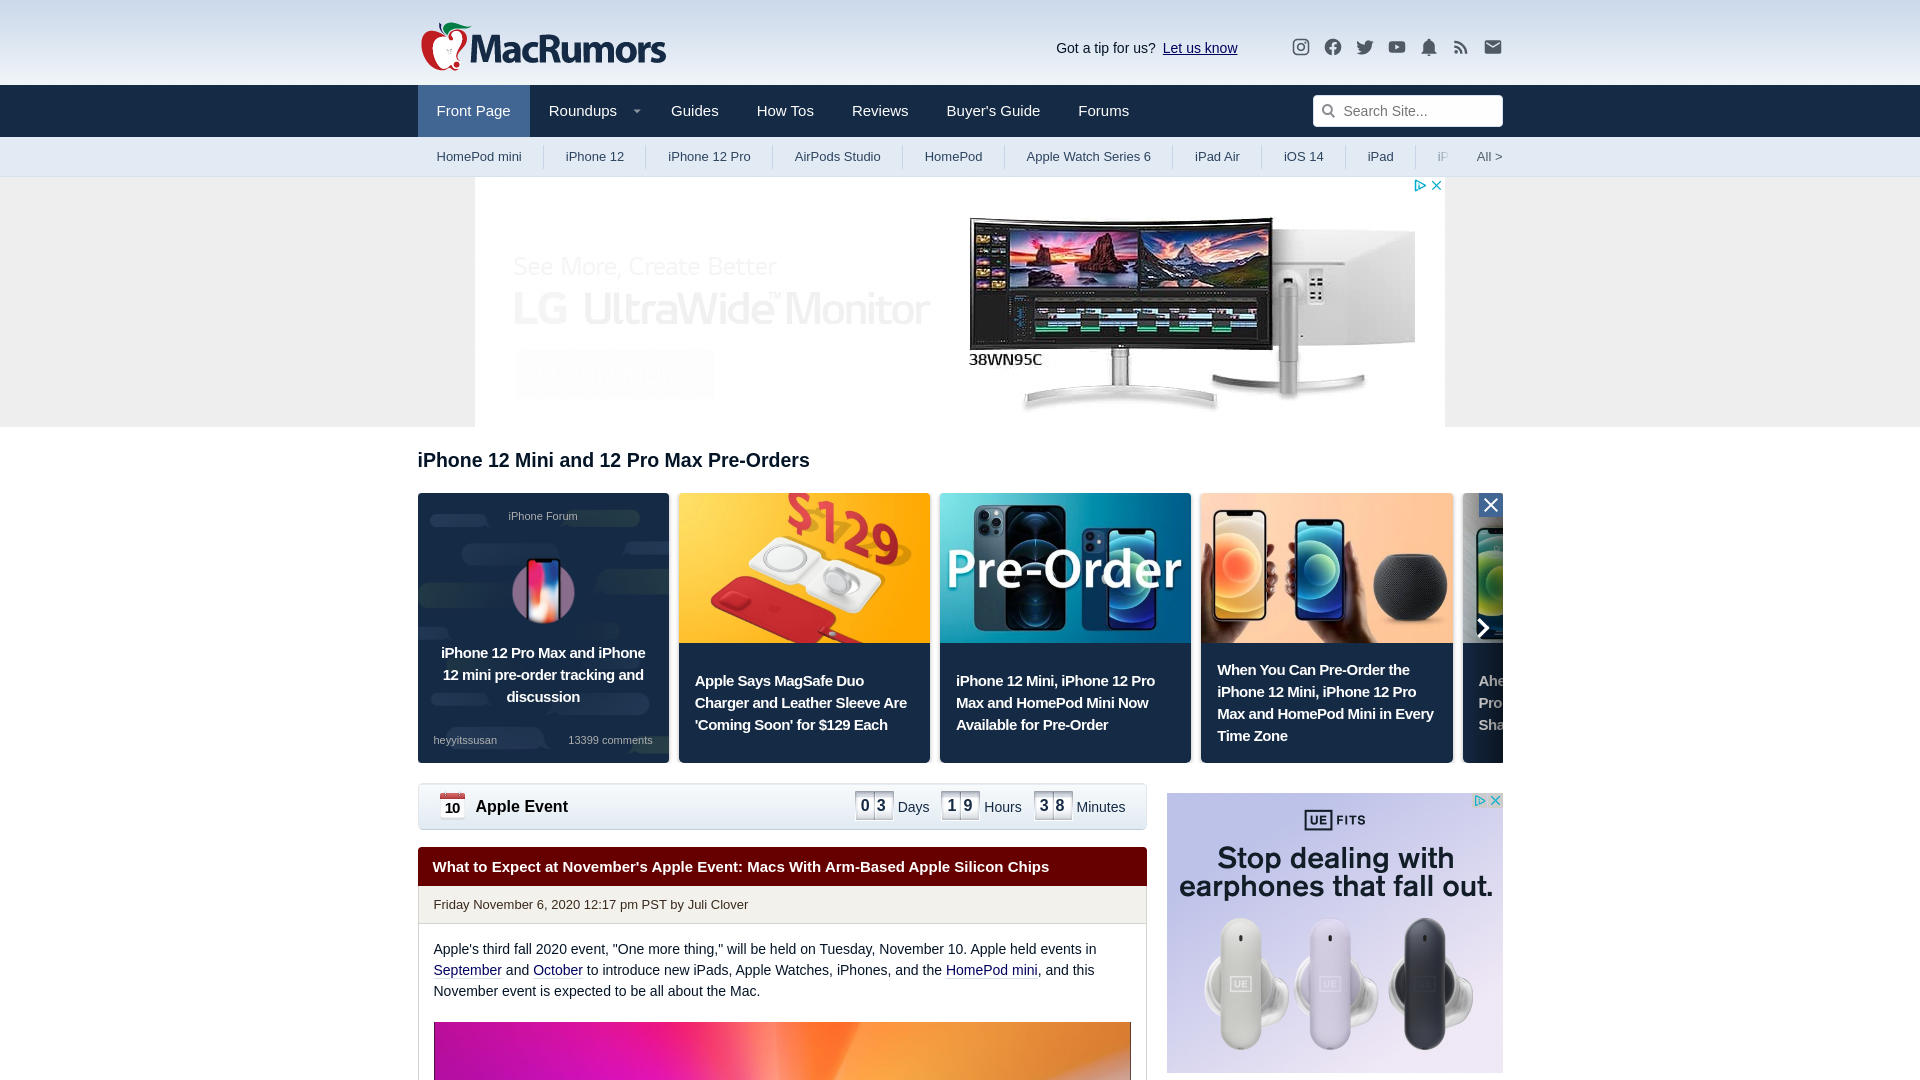 MacRumors
Got a tip for us? Let us know
Front Page
Roundups
Guides
How Tos
Reviews
Buyer's Guide
Forums
Search Site...
HomePod mini
iPhone 12
iPhone 12 Pro
AirPods Studio
HomePod
Apple Watch Series 6
iPad Air
iOS 14
iPad
iP
All >
See More, Create Better
LG UltraWide™ Monitor
38WN95C
iPhone 12 Mini and 12 Pro Max Pre-Orders
iPhone Forum
iPhone 12 Pro Max and iPhone
12 mini pre-order tracking and
discussion
heyyitssusan
13399 comments
$129
Apple Says MagSafe Duo
Charger and Leather Sleeve Are
'Coming Soon' for $129 Each
Pre-Order
iPhone 12 Mini, iPhone 12 Pro
Max and HomePod Mini Now
Available for Pre-Order
When You Can Pre-Order the
iPhone 12 Mini, iPhone 12 Pro
Max and HomePod Mini in Every
Time Zone
Ahe
Pro
Sha
10
Apple Event
03 Days 19 Hours 38 Minutes
What to Expect at November's Apple Event: Macs With Arm-Based Apple Silicon Chips
Friday November 6, 2020 12:17 pm PST by Juli Clover
Apple's third fall 2020 event, "One more thing," will be held on Tuesday, November 10. Apple held events in
September and October to introduce new iPads, Apple Watches, iPhones, and the HomePod mini, and this
November event is expected to be all about the Mac.
UE FITS
Stop dealing with
earphones that fall out.
UE
UE
UE